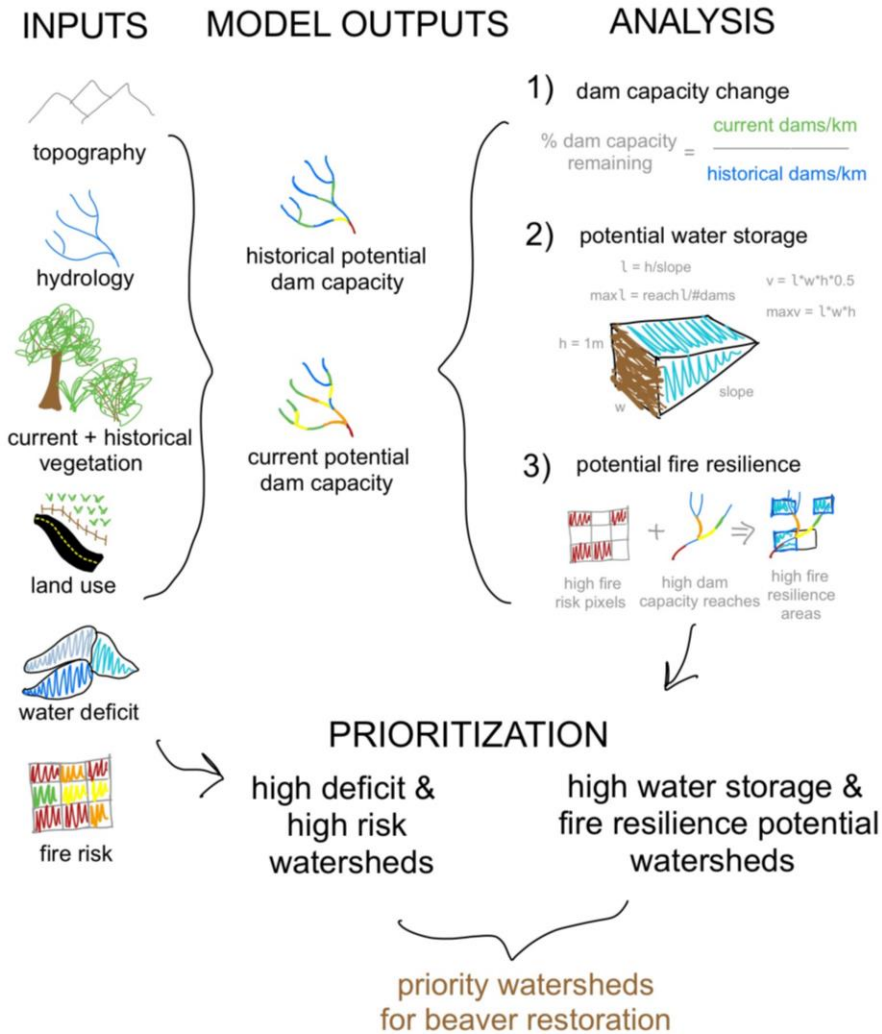 INPUTS
MODEL OUTPUTS
ANALYSIS
topography
hydrology
current + historical
vegetation
land use
water deficit
fire risk
historical potential
dam capacity
current potential
dam capacity
1) dam capacity change
% dam capacity
remaining
=
current dams/km
historical dams/km
2) potential water storage
l = h/slope
maxl = reachl/#dams
v = l*w*h*0.5
maxv = l*w*h
h = 1m
w
slope
3) potential fire resilience
+
high fire
risk pixels
high dam
capacity reaches
high fire
resilience
areas
PRIORITIZATION
high deficit &
high risk
watersheds
high water storage &
fire resilience potential
watersheds
priority watersheds
for beaver restoration